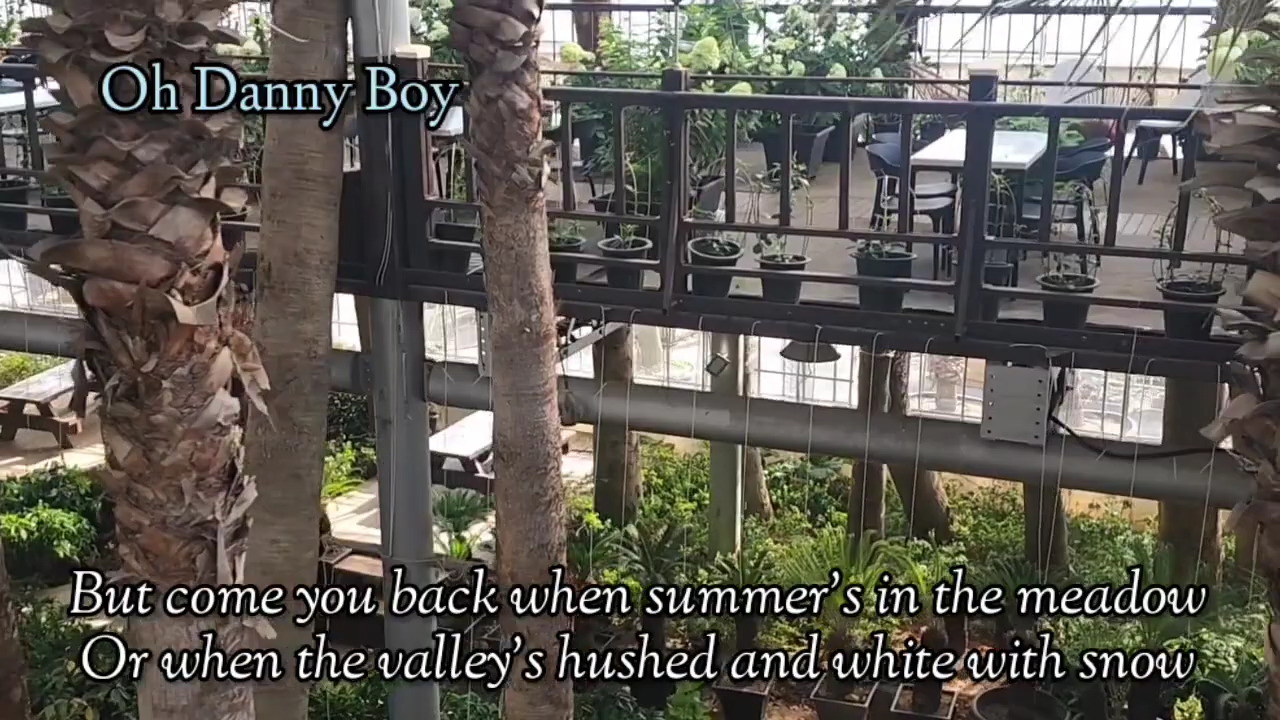 Oh Danny Boy
But come you back when summer's in the meadow
Or when the valley's hushed and white with snow